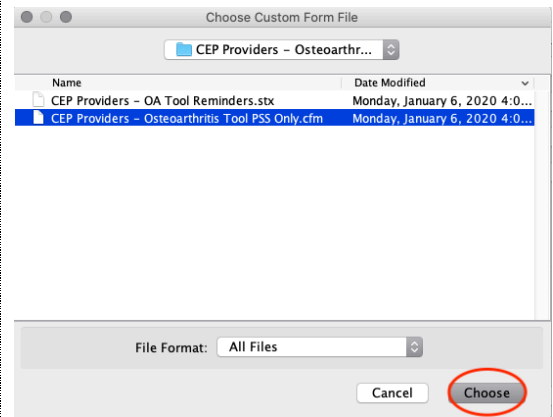 Choose Custom Form File
CEP Providers – Osteoarthr...
Name Date Modified
CEP Providers – OA Tool Reminders.stx Monday, January 6, 2020 4:0...
CEP Providers – Osteoarthritis Tool PSS Only.cfm Monday, January 6, 2020 4:0...
File Format: All Files
Cancel Choose